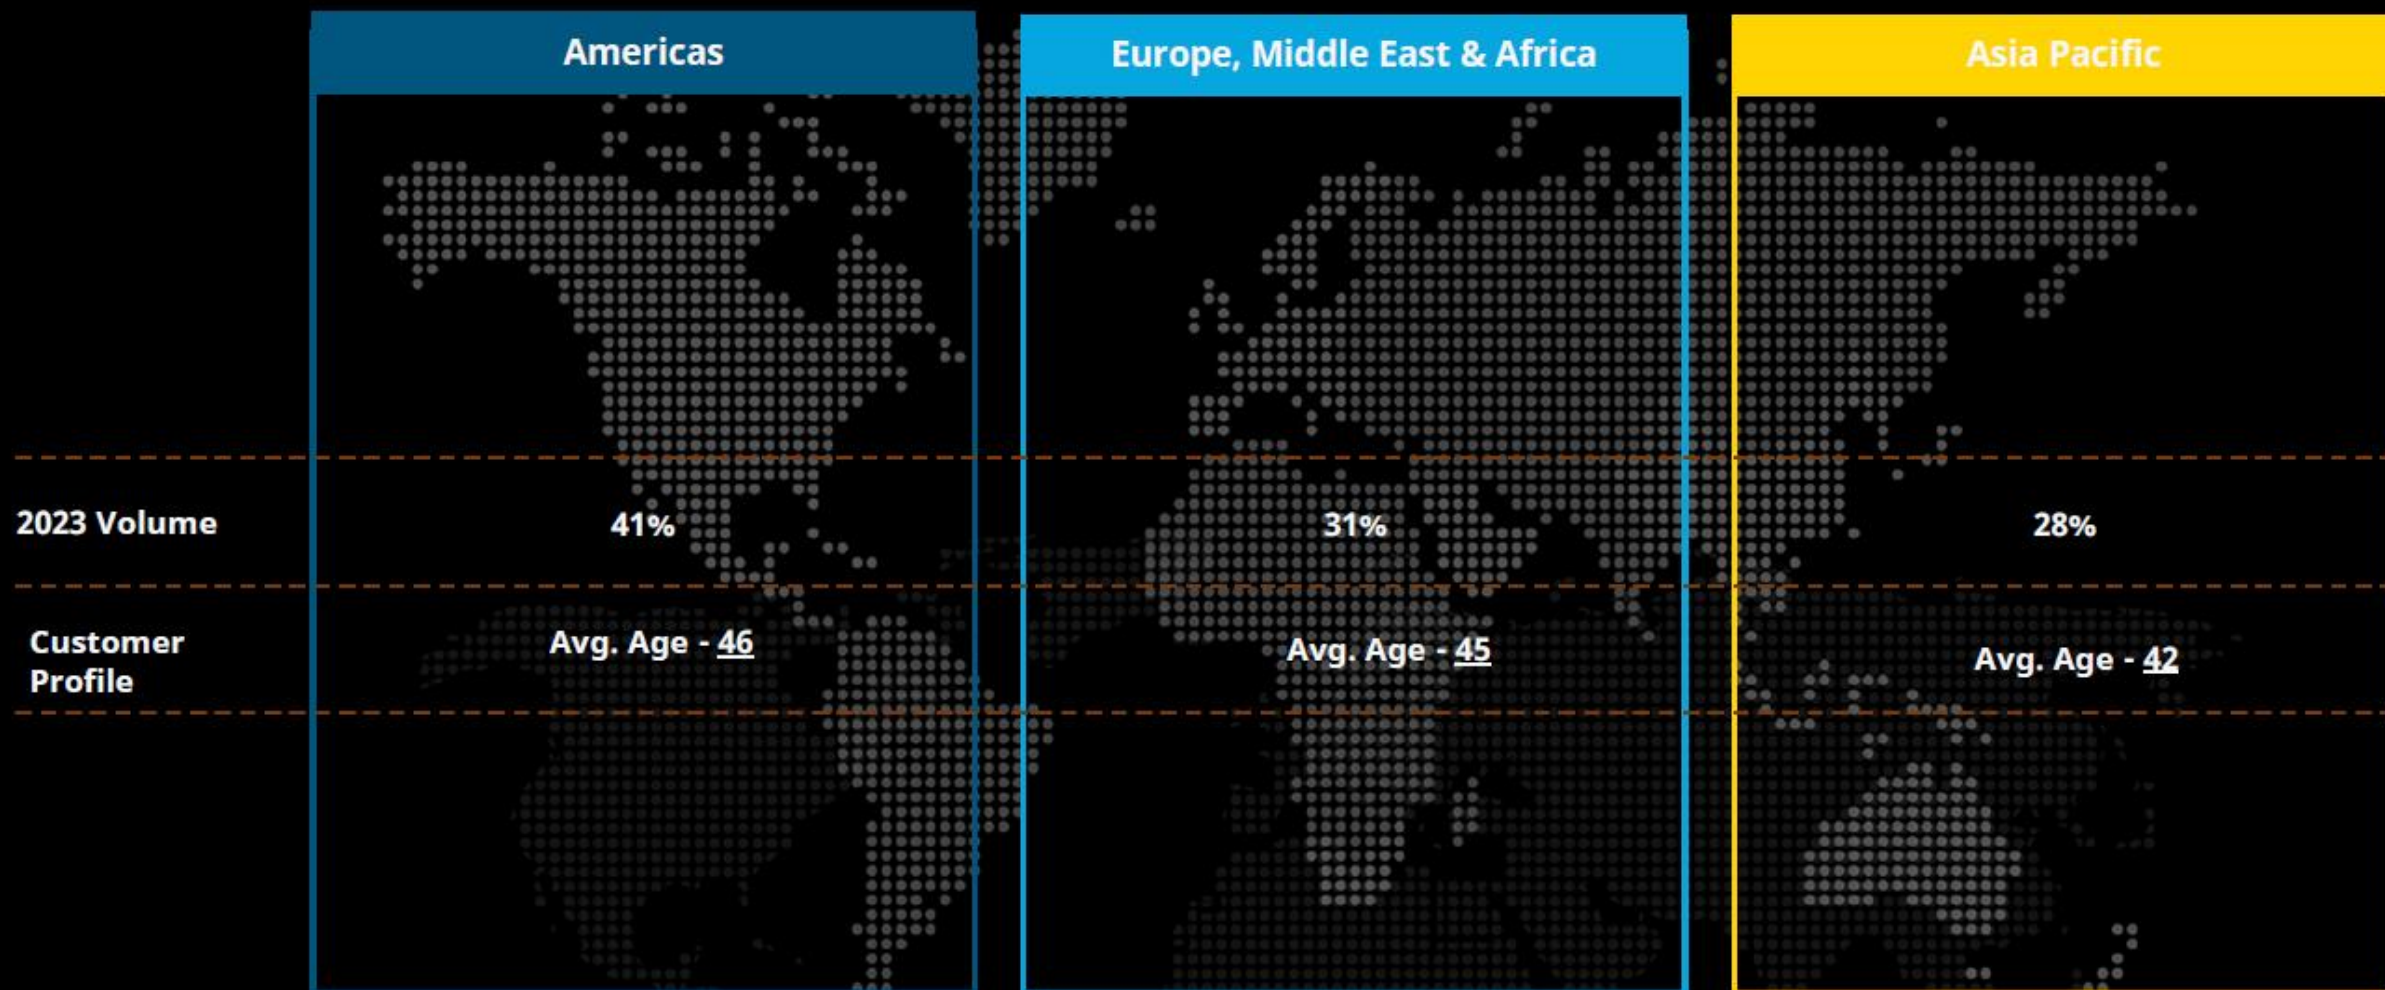 Americas
Europe, Middle East & Africa
Asia Pacific
2023 Volume
41%
31%
28%
Customer
Profile
Avg. Age - 46
Avg. Age - 45
Avg. Age - 42